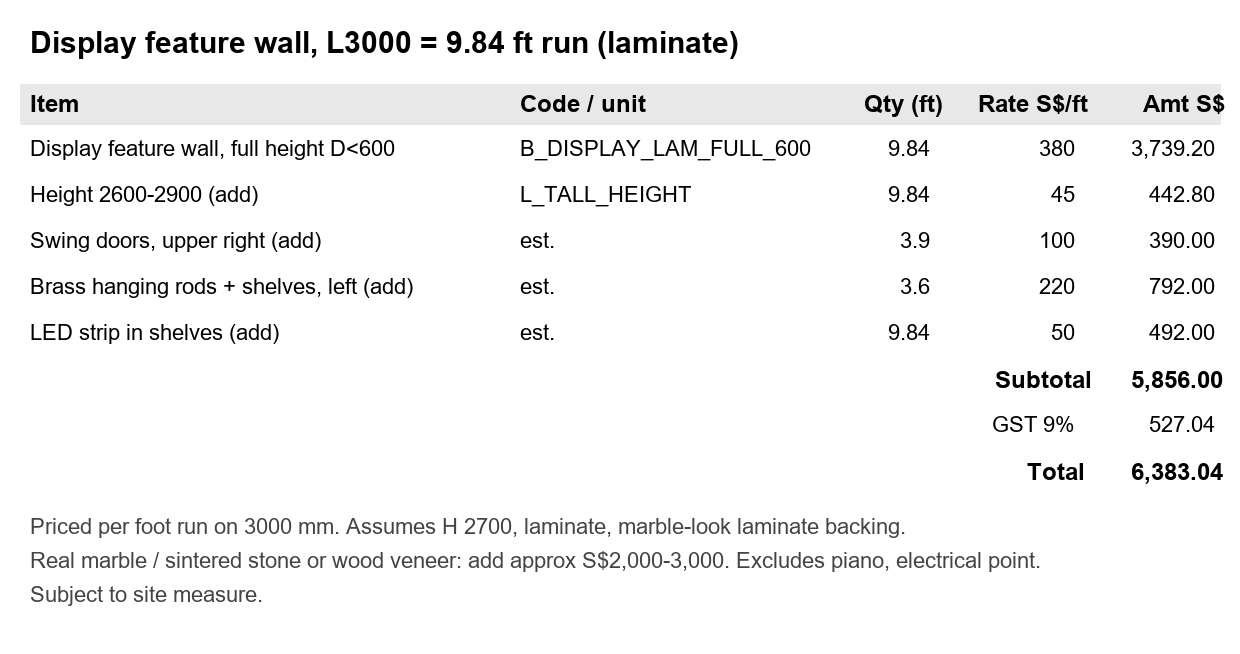 Display feature wall, L3000 = 9.84 ft run (laminate)
Item Code / unit Qty (ft) Rate S$/ft Amt S$
Display feature wall, full height D<600 B_DISPLAY_LAM_FULL_600 9.84 380 3,739.20
Height 2600-2900 (add) L_TALL_HEIGHT 9.84 45 442.80
Swing doors, upper right (add) est. 3.9 100 390.00
Brass hanging rods + shelves, left (add) est. 3.6 220 792.00
LED strip in shelves (add) est. 9.84 50 492.00
Subtotal 5,856.00
GST 9% 527.04
Total 6,383.04
Priced per foot run on 3000 mm. Assumes H 2700, laminate, marble-look laminate backing.
Real marble / sintered stone or wood veneer: add approx S$2,000-3,000. Excludes piano, electrical point.
Subject to site measure.